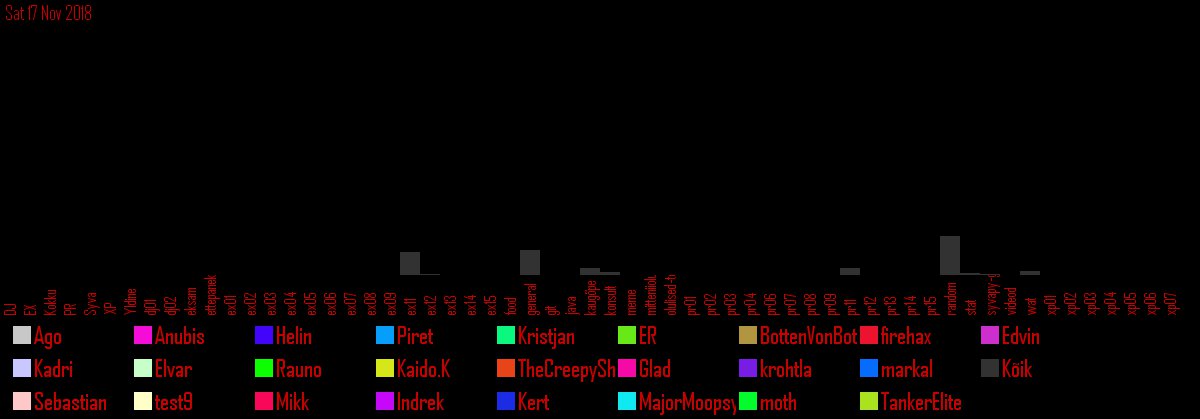 Sat 17 Nov 2018
DJ EX Kokku PR Syva XP Yldine dj01 dj02 eksam ettepanek ex01 ex02 ex03 ex04 ex05 ex06 ex07 ex08 ex09 ex11 ex12 ex13 ex14 ex15 food general git java kaugõpe konsult meme mitteriiul. olulised-h pr01 pr02 pr03 pr04 pr06 pr07 pr08 pr09 pr11 pr12 pr13 pr14 pr15 random stat syvapy-g videod wat xp01 xp02 xp03 xp04 xp05 xp06 xp07
Ago Anubis Helin Piret Kristjan ER BottenVonBot firehax Edvin
Kadri Elvar Rauno Kaido.K TheCreepySh Glad krohtla markal Kõik
Sebastian test9 Mikk Indrek Kert MajorMoopsy moth TankerElite